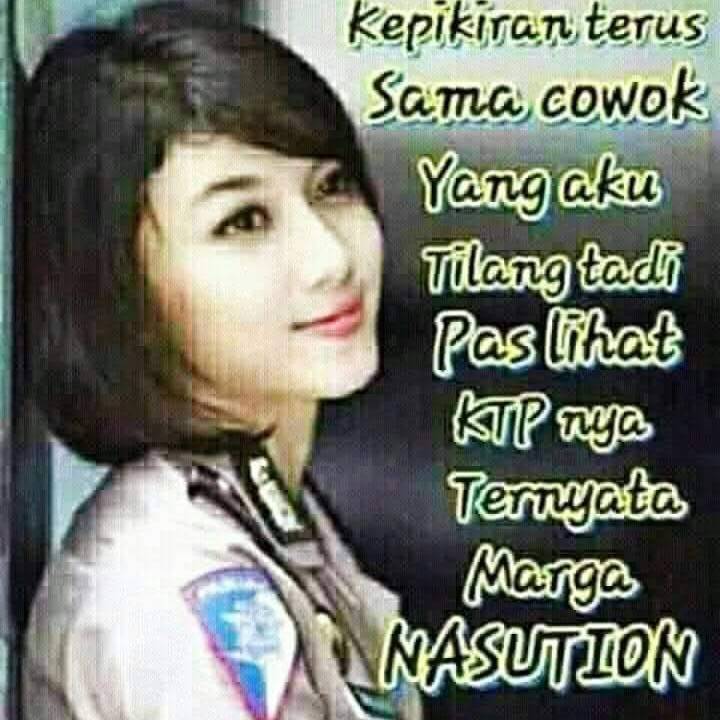 Kepikiran terus
Sama cowok
Yang aku
Tilang tadi
Pas lihat
KTP nya
Ternyata
Marga
NASUTION